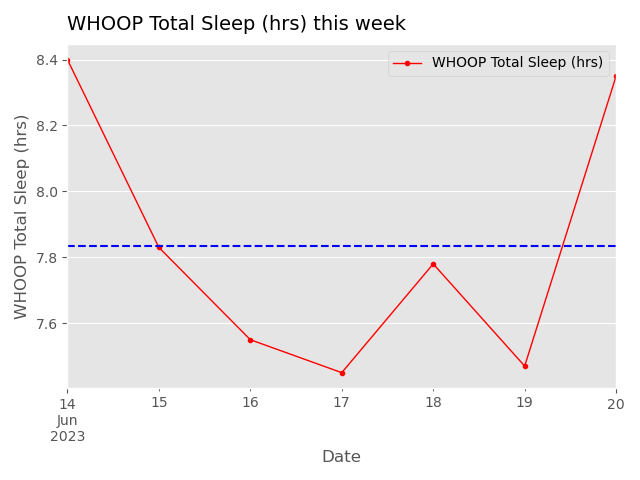 WHOOP Total Sleep (hrs) this week
WHOOP Total Sleep (hrs)
WHOOP Total Sleep (hrs)
8.4
8.2
8.0
7.8
7.6
14 15 16 17 18 19 20
Jun
2023
Date